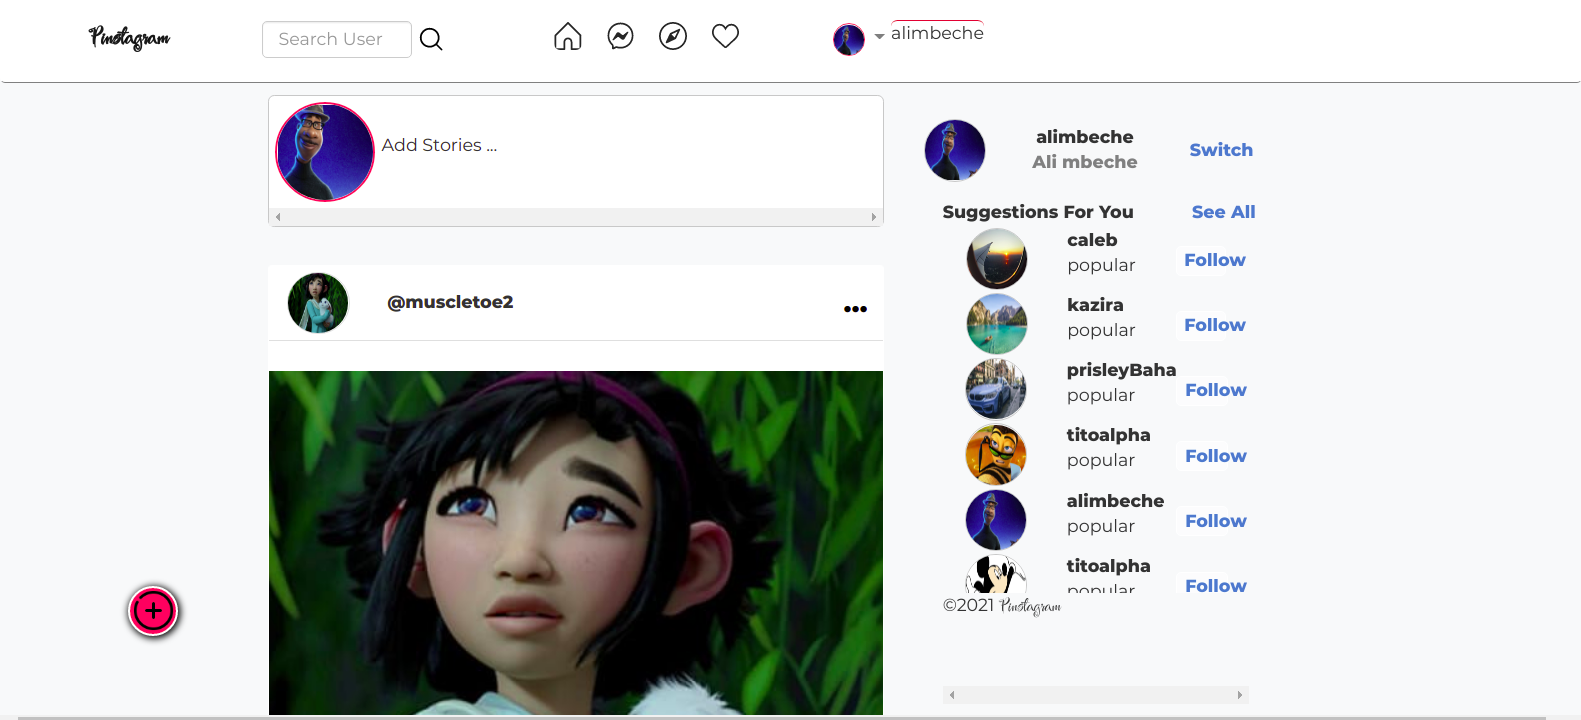 Pinstagram
Search User
alimbeche
Add Stories ...
@muscletoe2
alimbeche
Ali mbeche
Switch
Suggestions For You
See All
caleb
popular
Follow
kazira
popular
Follow
prisleyBaha
popular
Follow
titoalpha
popular
Follow
alimbeche
popular
Follow
titoalpha
popular
Follow
©2021 Pinstagram